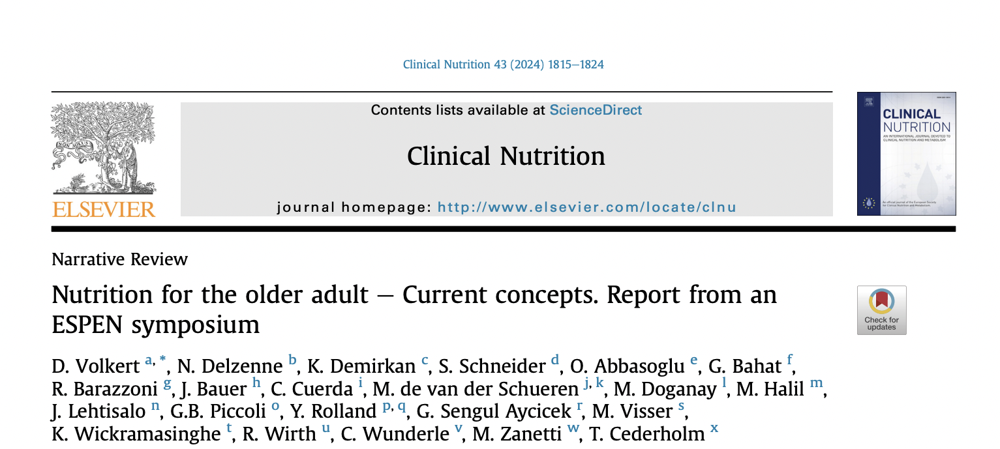 Clinical Nutrition 43 (2024) 1815–1824
Contents lists available at ScienceDirect
Clinical Nutrition
journal homepage: http://www.elsevier.com/locate/clnu
NON SOLUS
ELSEVIER
CLINICAL
NUTRITION
AN INTERNATIONAL JOURNAL DEVOTED TO
CLINICAL NUTRITION AND METABOLISM
An official journal of the European Society
for Clinical Nutrition and Metabolism
Narrative Review
Nutrition for the older adult – Current concepts. Report from an
ESPEN symposium
Check for
updates
D. Volkert a, *, N. Delzenne b, K. Demirkan c, S. Schneider d, O. Abbasoglu e, G. Bahat f,
R. Barazzoni g, J. Bauer h, C. Cuerda i, M. de van der Schueren j, k, M. Doganay l, M. Halil m,
J. Lehtisalo n, G.B. Piccoli o, Y. Rolland p, q, G. Sengul Aycicek r, M. Visser s,
K. Wickramasinghe t, R. Wirth u, C. Wunderle v, M. Zanetti w, T. Cederholm x